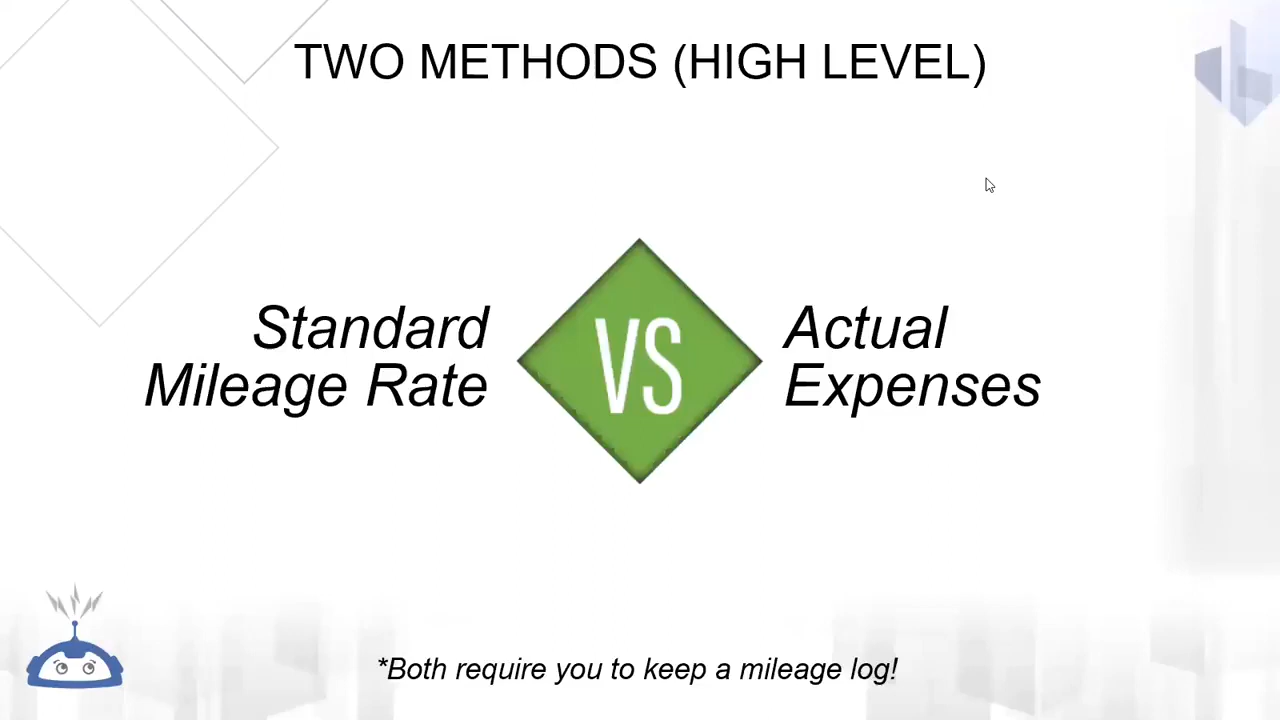 TWO METHODS (HIGH LEVEL)
Standard
Mileage Rate
VS
Actual
Expenses
*Both require you to keep a mileage log!